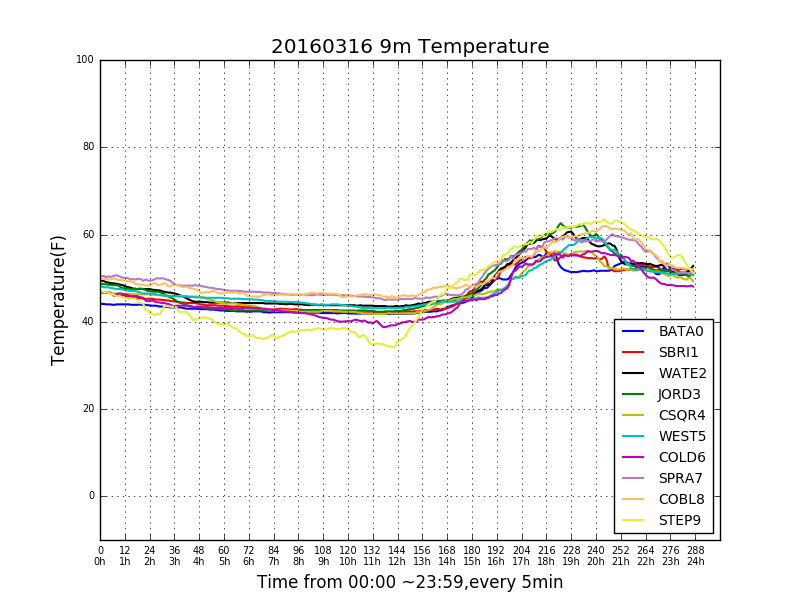 20160316 9m Temperature
100
80
60
40
20
0
Temperature(F)
BATA0
SBRI1
WATE2
JORD3
CSQR4
WEST5
COLD6
SPRA7
COBL8
STEP9
0 12 24 36 48 60 72 84 96 108 120 132 144 156 168 180 192 204 216 228 240 252 264 276 288
0h 1h 2h 3h 4h 5h 6h 7h 8h 9h 10h 11h 12h 13h 14h 15h 16h 17h 18h 19h 20h 21h 22h 23h 24h
Time from 00:00 ~23:59,every 5min